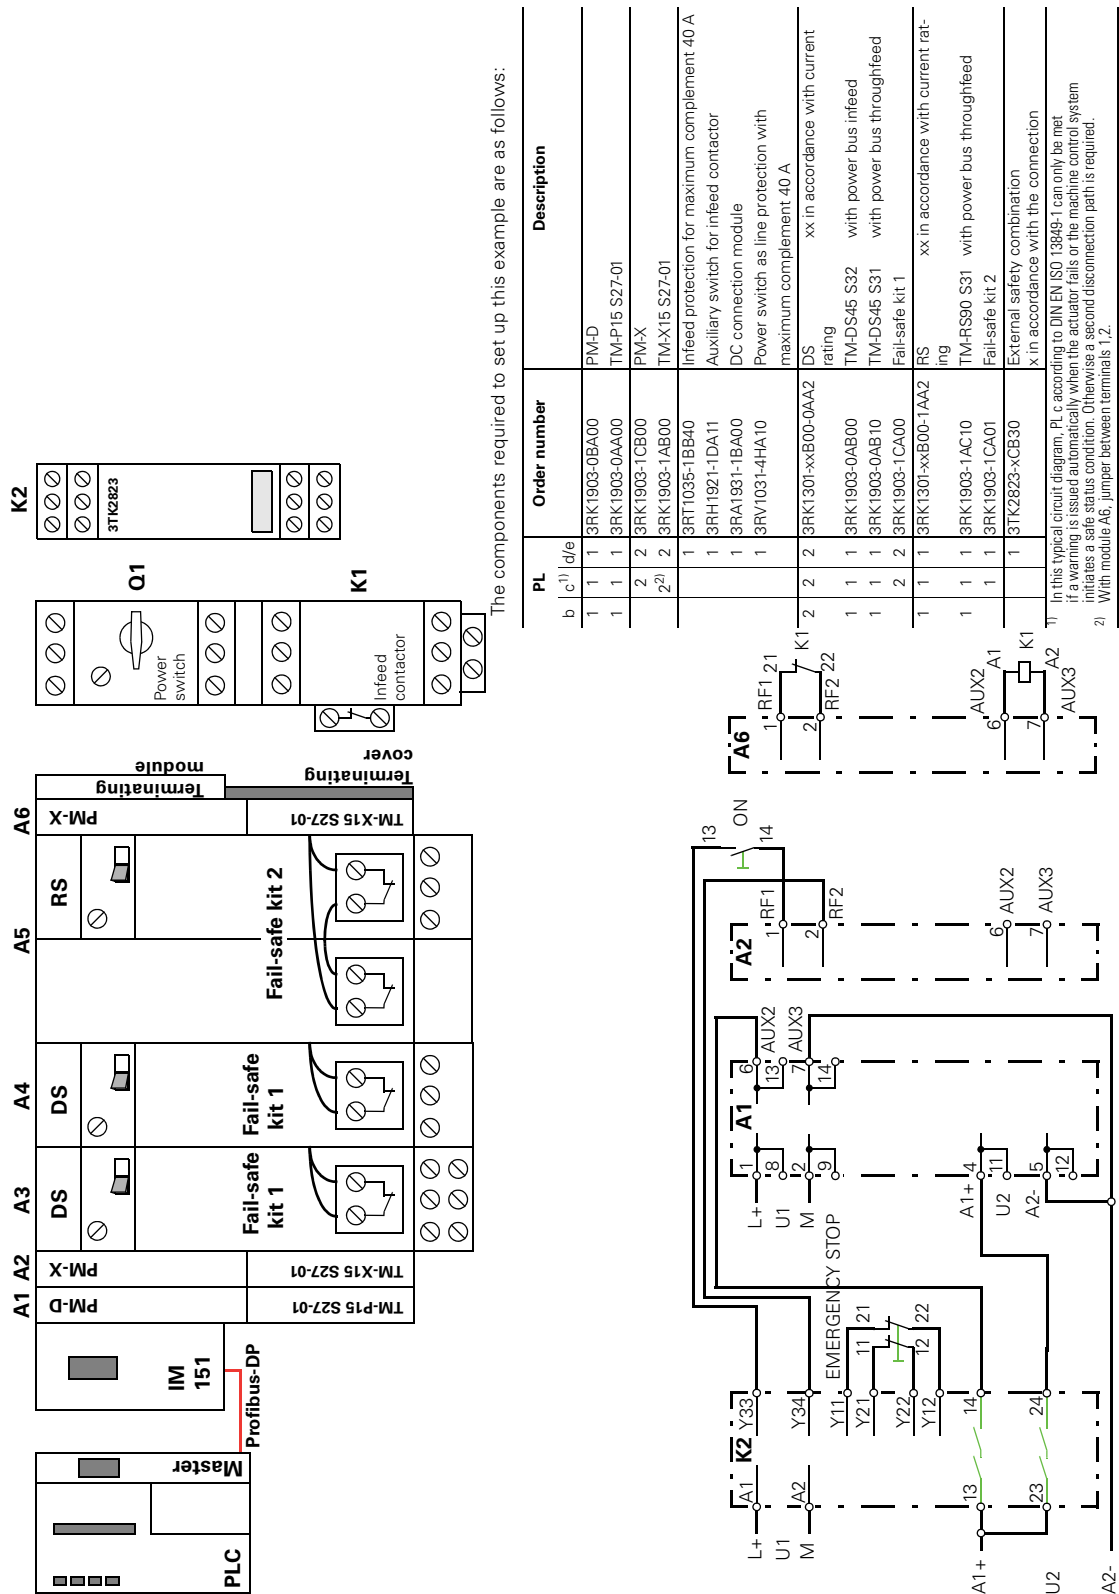 PLC
Master
Profibus-DP
IM
151
A1
A2
A3
A4
A5
A6
PM-D
TM-P15 S27-01
PM-X
TM-X15 S27-01
DS
Fail-safe
kit 1
DS
Fail-safe
kit 1
RS
Fail-safe kit 2
PM-X
TM-X15 S27-01
Terminating
module
Terminating
cover
Power
switch
Q1
Infeed
contactor
K1
K2
3TK2823
The components required to set up this example are as follows:
PL Order number Description
b c1) d/e
1 1 1 3RK1903-0BA00 PM-D
1 1 1 3RK1903-0AA00 TM-P15 S27-01
2 2 3RK1903-1CB00 PM-X
2 2) 2 3RK1903-1AB00 TM-X15 S27-01
1 3RT1035-1BB40 Infeed protection for maximum complement 40 A
1 3RH1921-1DA11 Auxiliary switch for infeed contactor
1 3RA1931-1BA00 DC connection module
1 3RV1031-4HA10 Power switch as line protection with
maximum complement 40 A
2 2 2 3RK1301-xxB00-0AA2 DS xx in accordance with current
rating
1 1 1 3RK1903-0AB00 TM-DS45 S32 with power bus infeed
1 1 1 3RK1903-0AB10 TM-DS45 S31 with power bus throughfeed
2 2 3RK1903-1CA00 Fail-safe kit 1
1 1 1 3RK1301-xxB00-1AA2 RS xx in accordance with current rat-
ing
1 1 1 3RK1903-1AC10 TM-RS90 S31 with power bus throughfeed
1 1 3RK1903-1CA01 Fail-safe kit 2
1 3TK2823-xCB30 External safety combination
x in accordance with the connection
1) In this typical circuit diagram, PL c according to DIN EN ISO 13849-1 can only be met
if a warning is issued automatically when the actuator fails or the machine control system
initiates a safe status condition. Otherwise a second disconnection path is required.
2) With module A6, jumper between terminals 1,2.
L+
U1
M
A1+
U2
A2-
K2
A1
A2
13
23
Y33
Y34
Y11
Y21
Y22
Y12
14
24
EMERGENCY STOP
11
21
12
22
L+
U1
M
A1+
U2
A2-
1
8
2
9
4
11
5
12
A1
6
13
7
14
AUX2
AUX3
A2
1
2
6
7
RF1
RF2
AUX2
AUX3
13
ON
14
A6
1
2
6
7
RF1
RF2
21
22
K1
AUX2
AUX3
A1
K1
A2